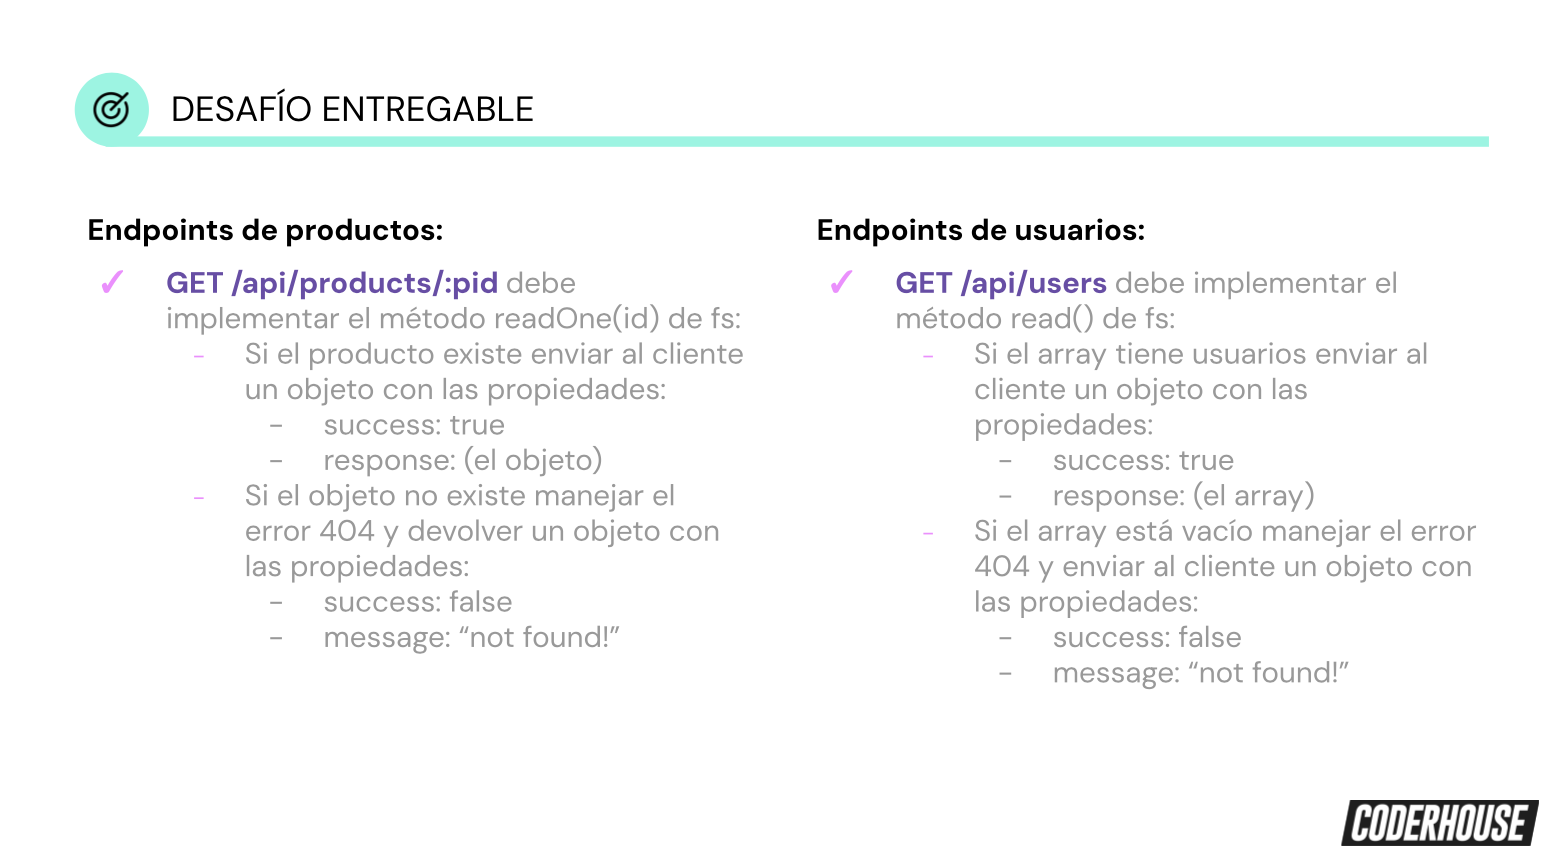 DESAFÍO ENTREGABLE
Endpoints de productos:
✓ GET /api/products/:pid debe
implementar el método readOne(id) de fs:
- Si el producto existe enviar al cliente
un objeto con las propiedades:
- success: true
- response: (el objeto)
- Si el objeto no existe manejar el
error 404 y devolver un objeto con
las propiedades:
- success: false
- message: “not found!”
Endpoints de usuarios:
✓ GET /api/users debe implementar el
método read() de fs:
- Si el array tiene usuarios enviar al
cliente un objeto con las
propiedades:
- success: true
- response: (el array)
- Si el array está vacío manejar el error
404 y enviar al cliente un objeto con
las propiedades:
- success: false
- message: “not found!”
CODERHOUSE